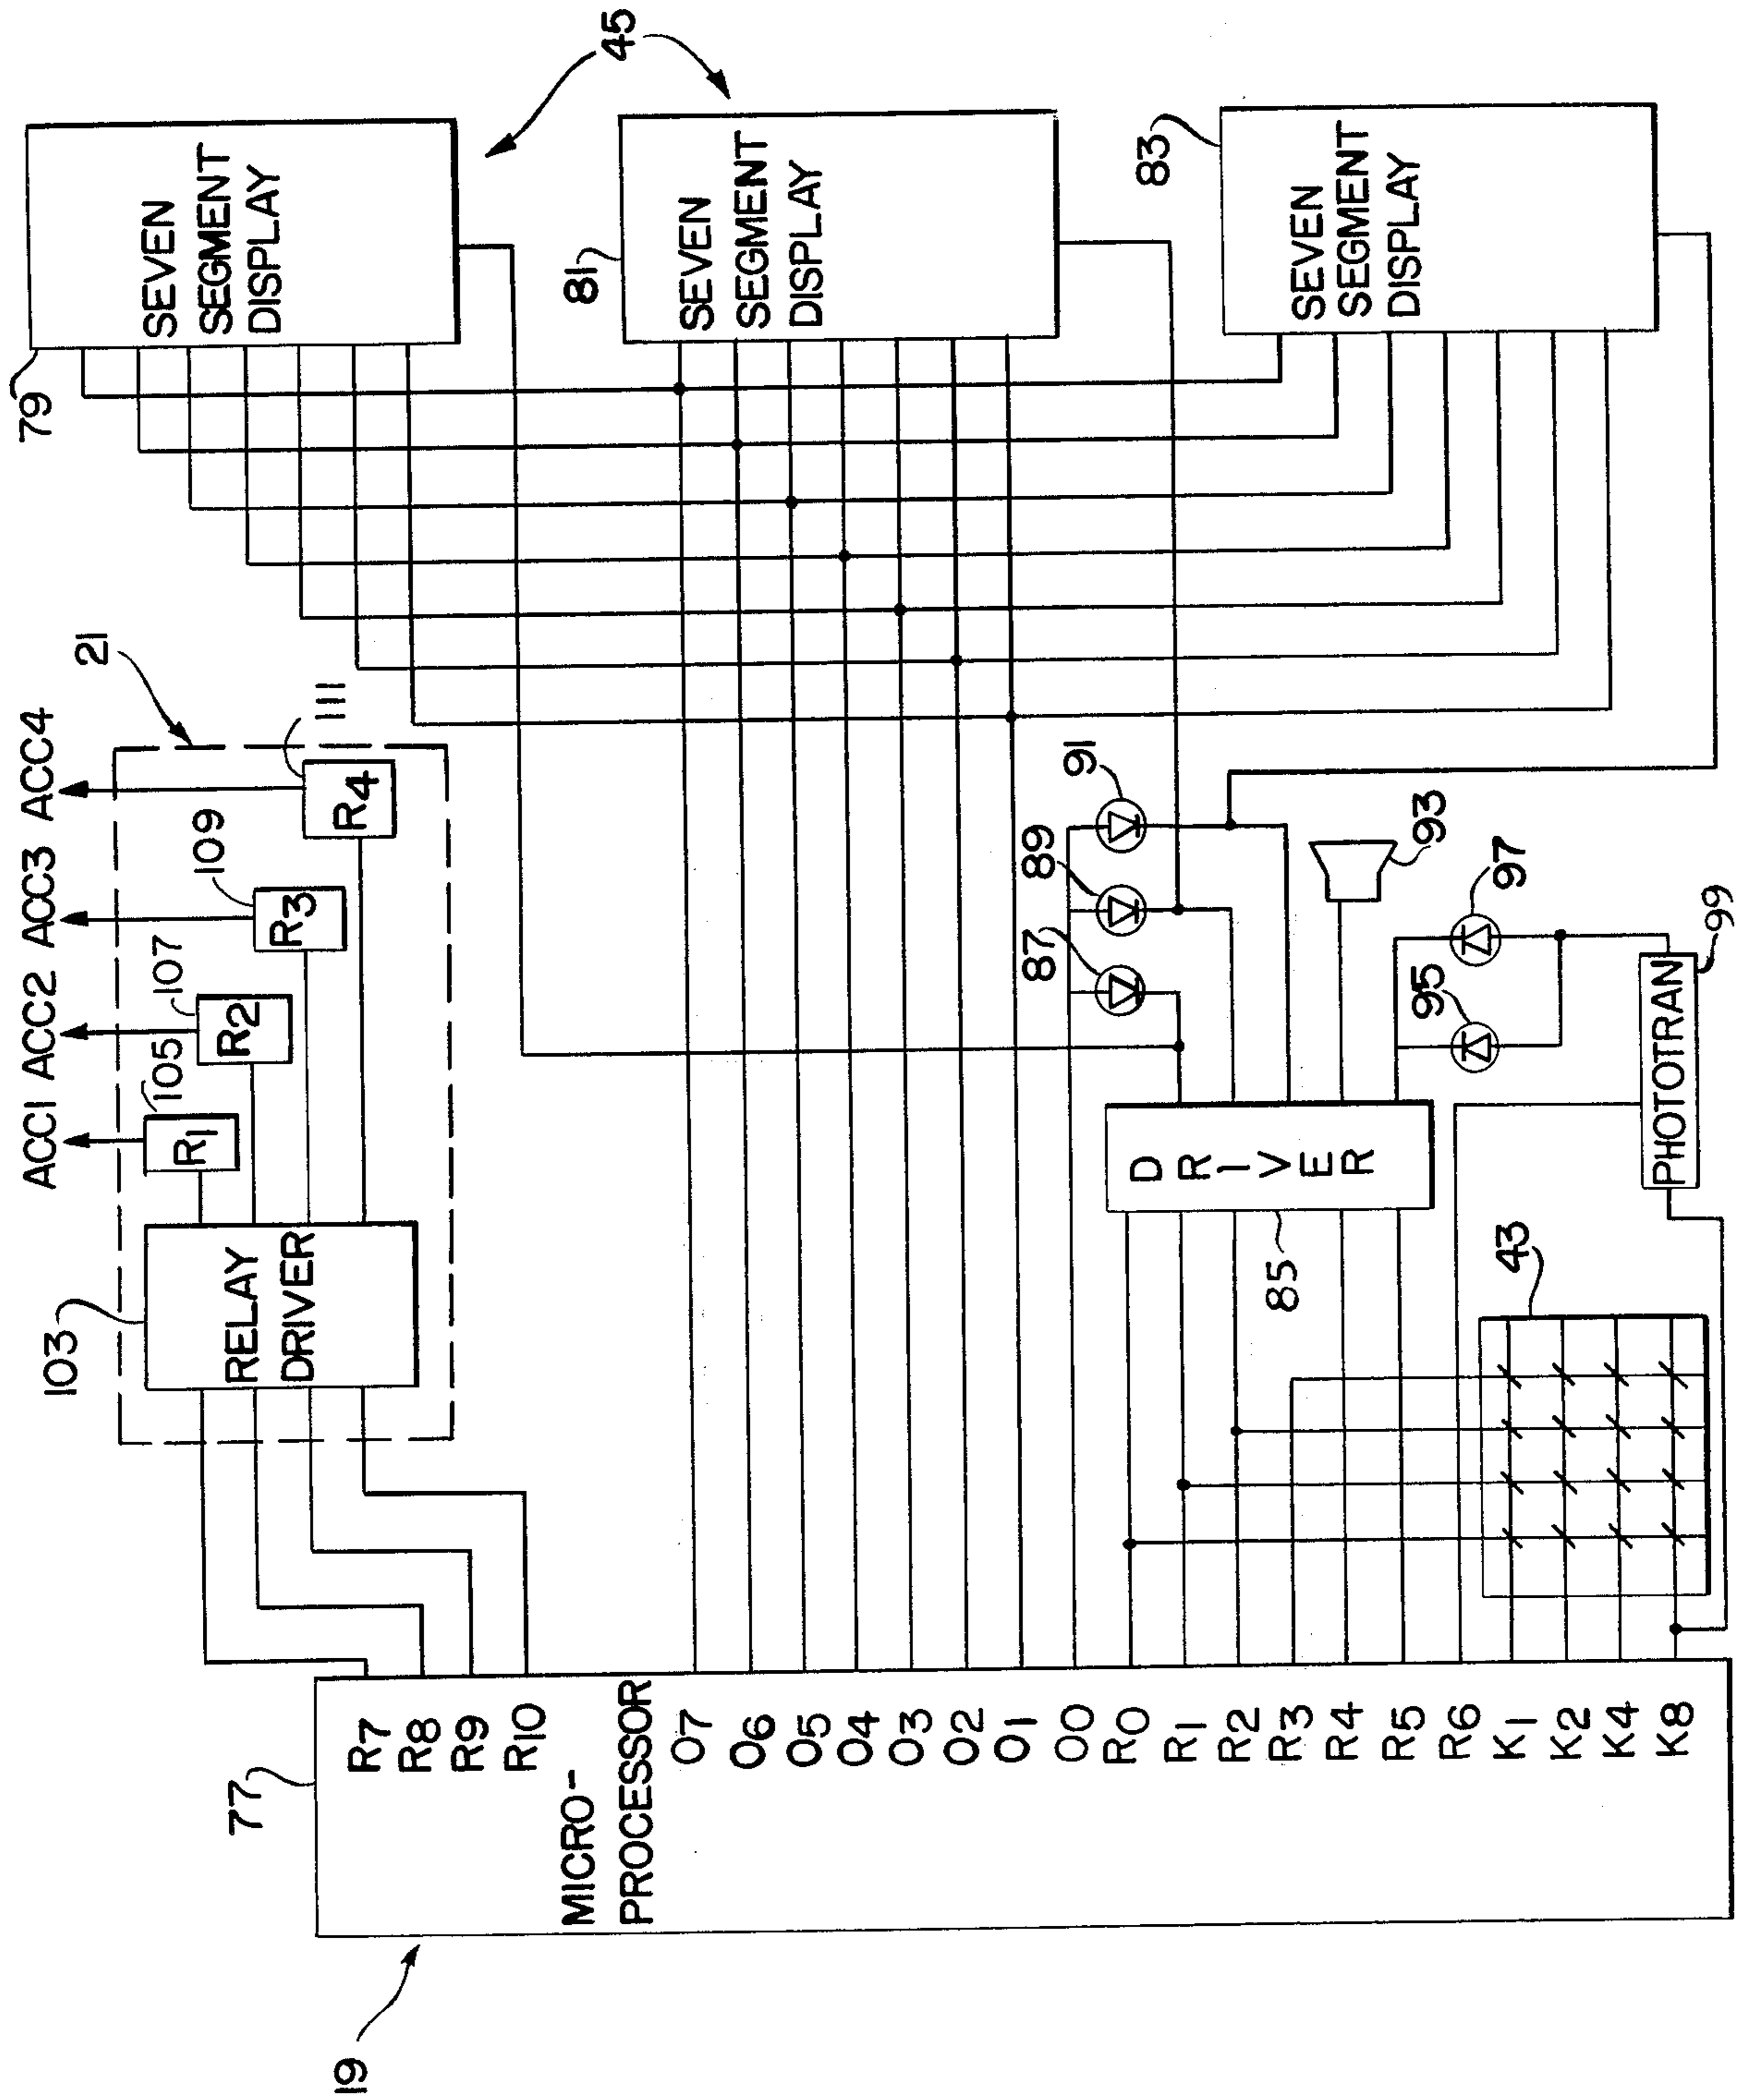 ACC1 ACC2 ACC3 ACC4
21
103
RELAY
DRIVER
R1
105
R2
107
R3
109
R4
111
79
SEVEN
SEGMENT
DISPLAY
45
81
SEVEN
SEGMENT
DISPLAY
83
SEVEN
SEGMENT
DISPLAY
19
77
R7
R8
R9
R10
MICRO-
PROCESSOR
O7
O6
O5
O4
O3
O2
O1
O0
R0
R1
R2
R3
R4
R5
R6
K1
K2
K4
K8
87
89
91
DRIVER
85
93
95
97
PHOTOTRAN
99
43